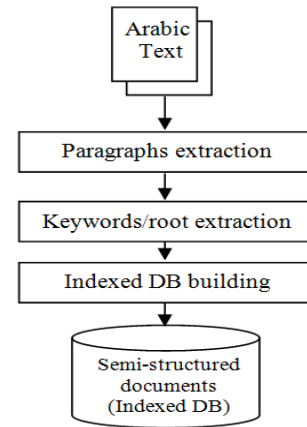 Arabic
Text
Paragraphs extraction
Keywords/root extraction
Indexed DB building
Semi-structured
documents
(Indexed DB)